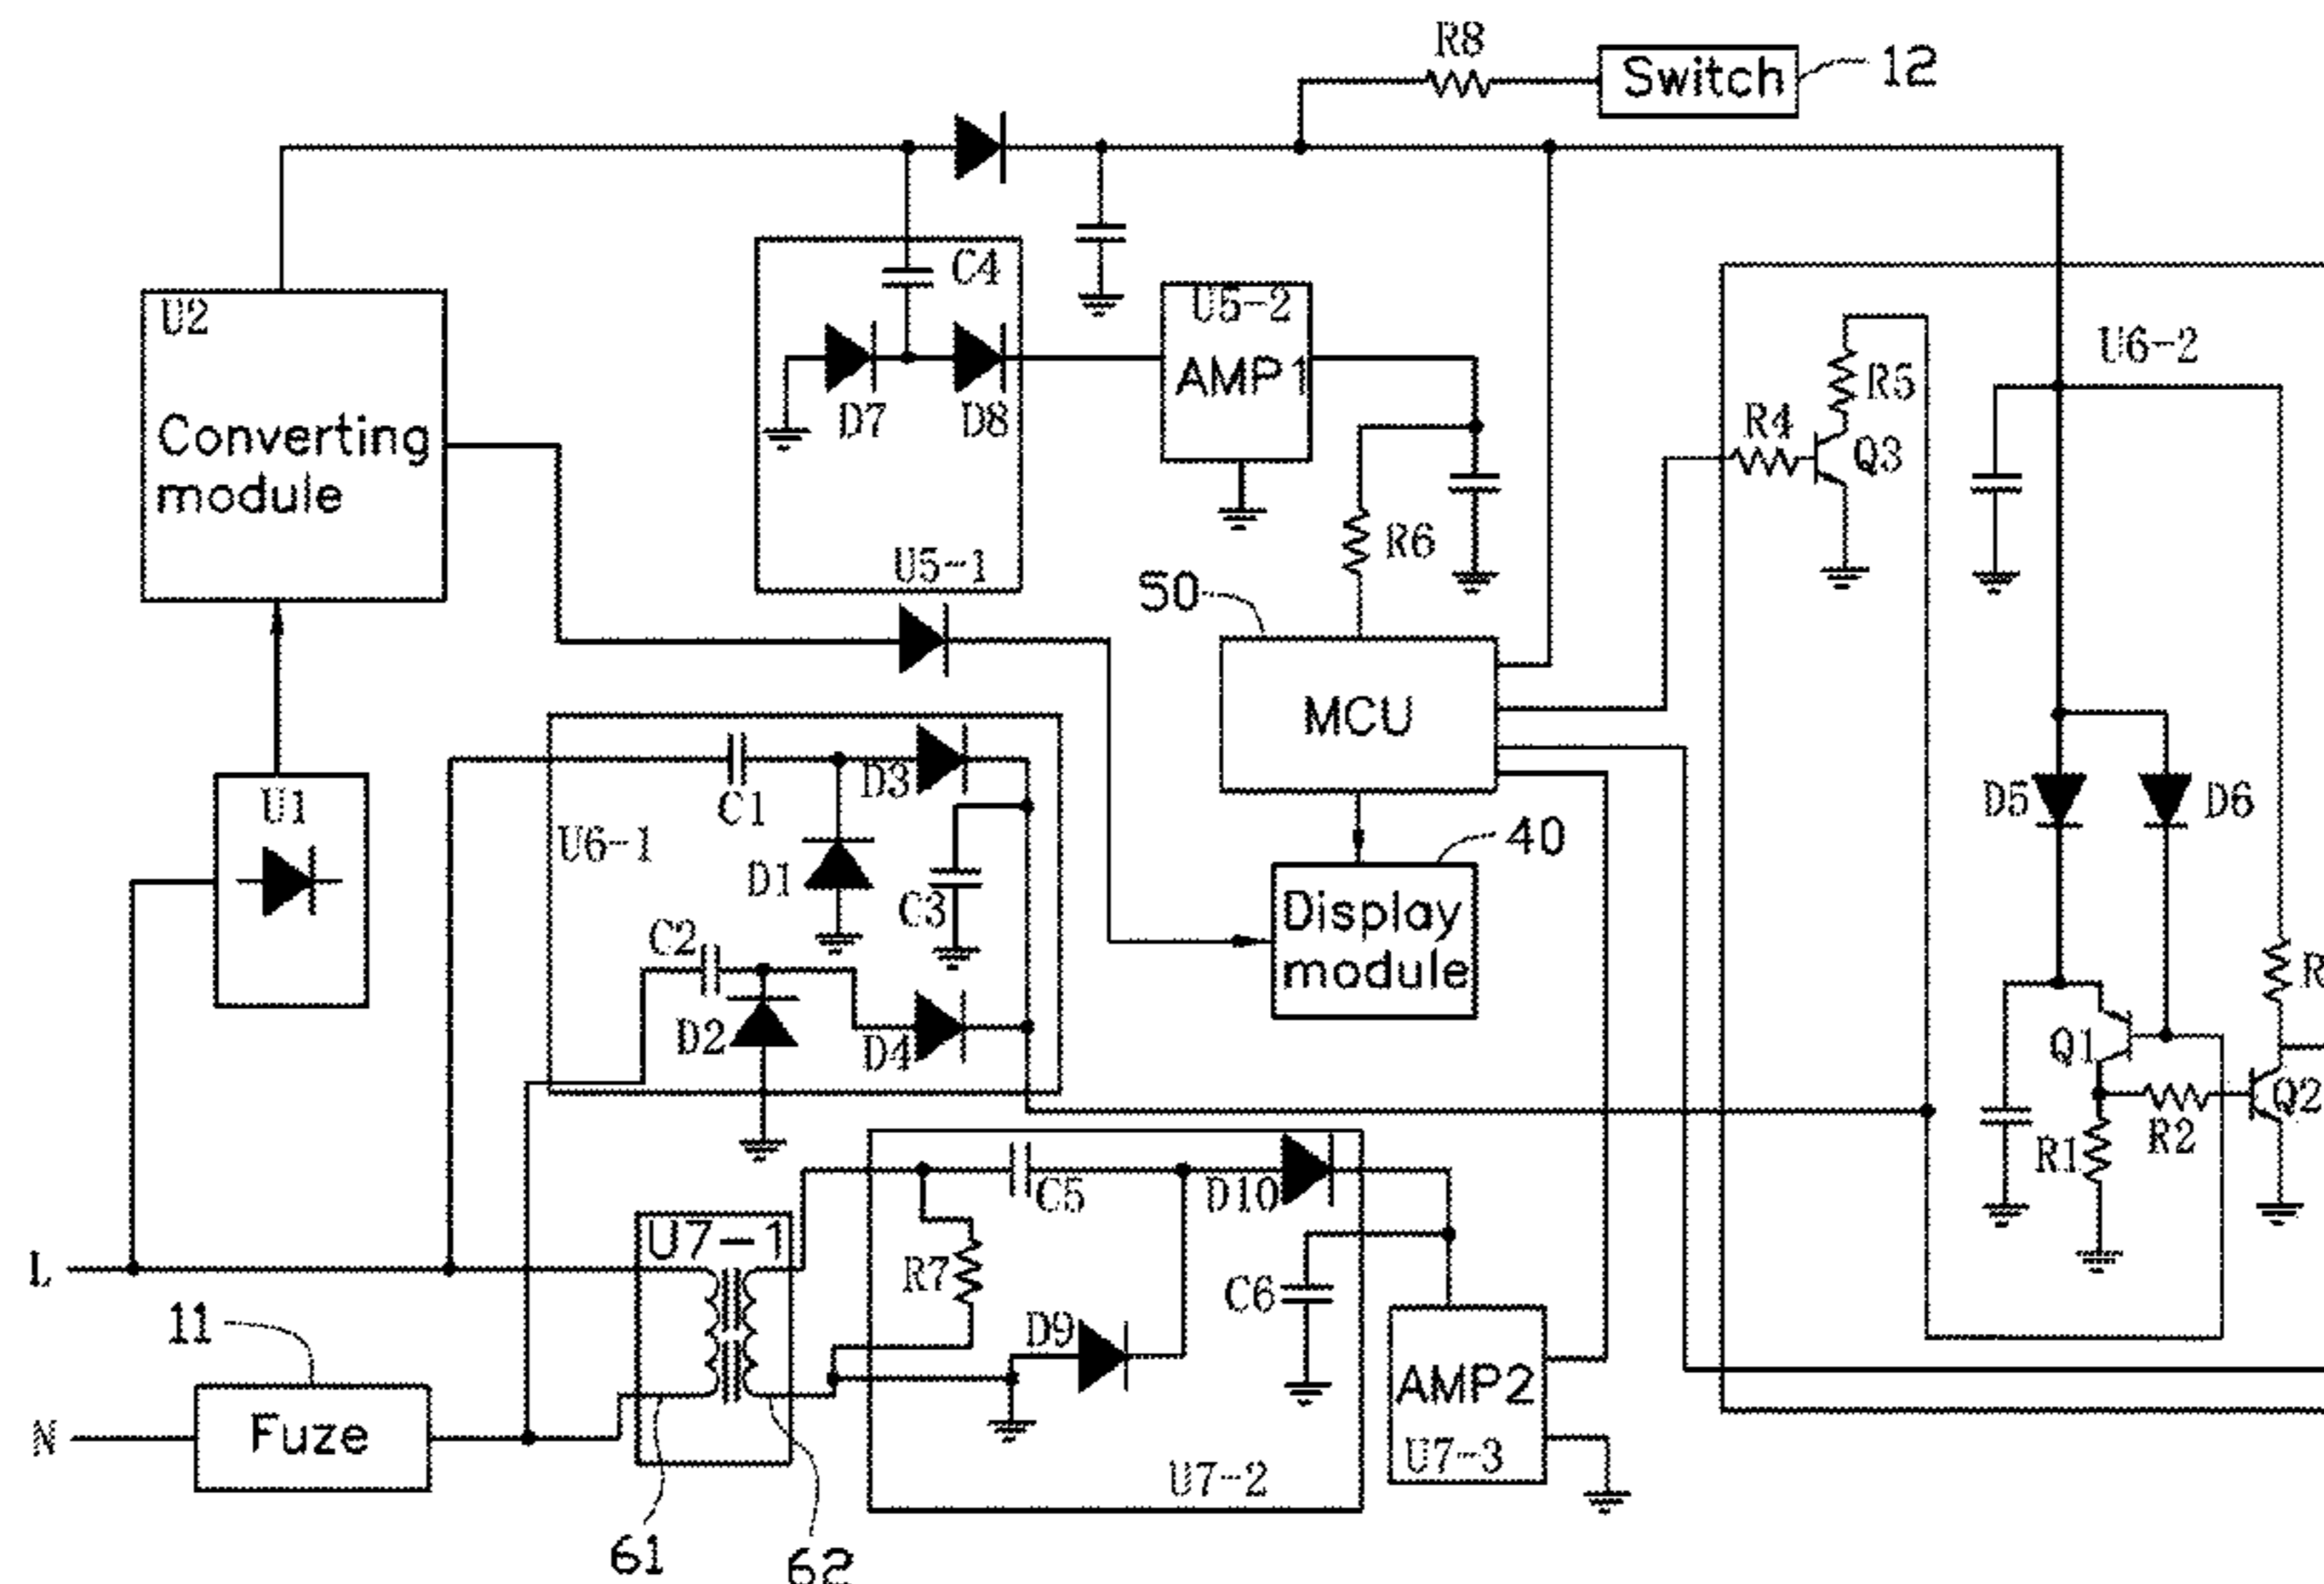 R8
Switch
12
U2
Converting
module
C4
D7
D8
U5-1
U5-2
AMP1
R6
50
MCU
R4
R5
Q3
U6-2
U1
U6-1
C1
D3
D1
C3
C2
D2
D4
40
Display
module
D5
D6
Q1
R1
R2
Q2
R
L
N
11
Fuze
U7-1
61
62
C5
D10
R7
D9
C6
U7-2
AMP2
U7-3